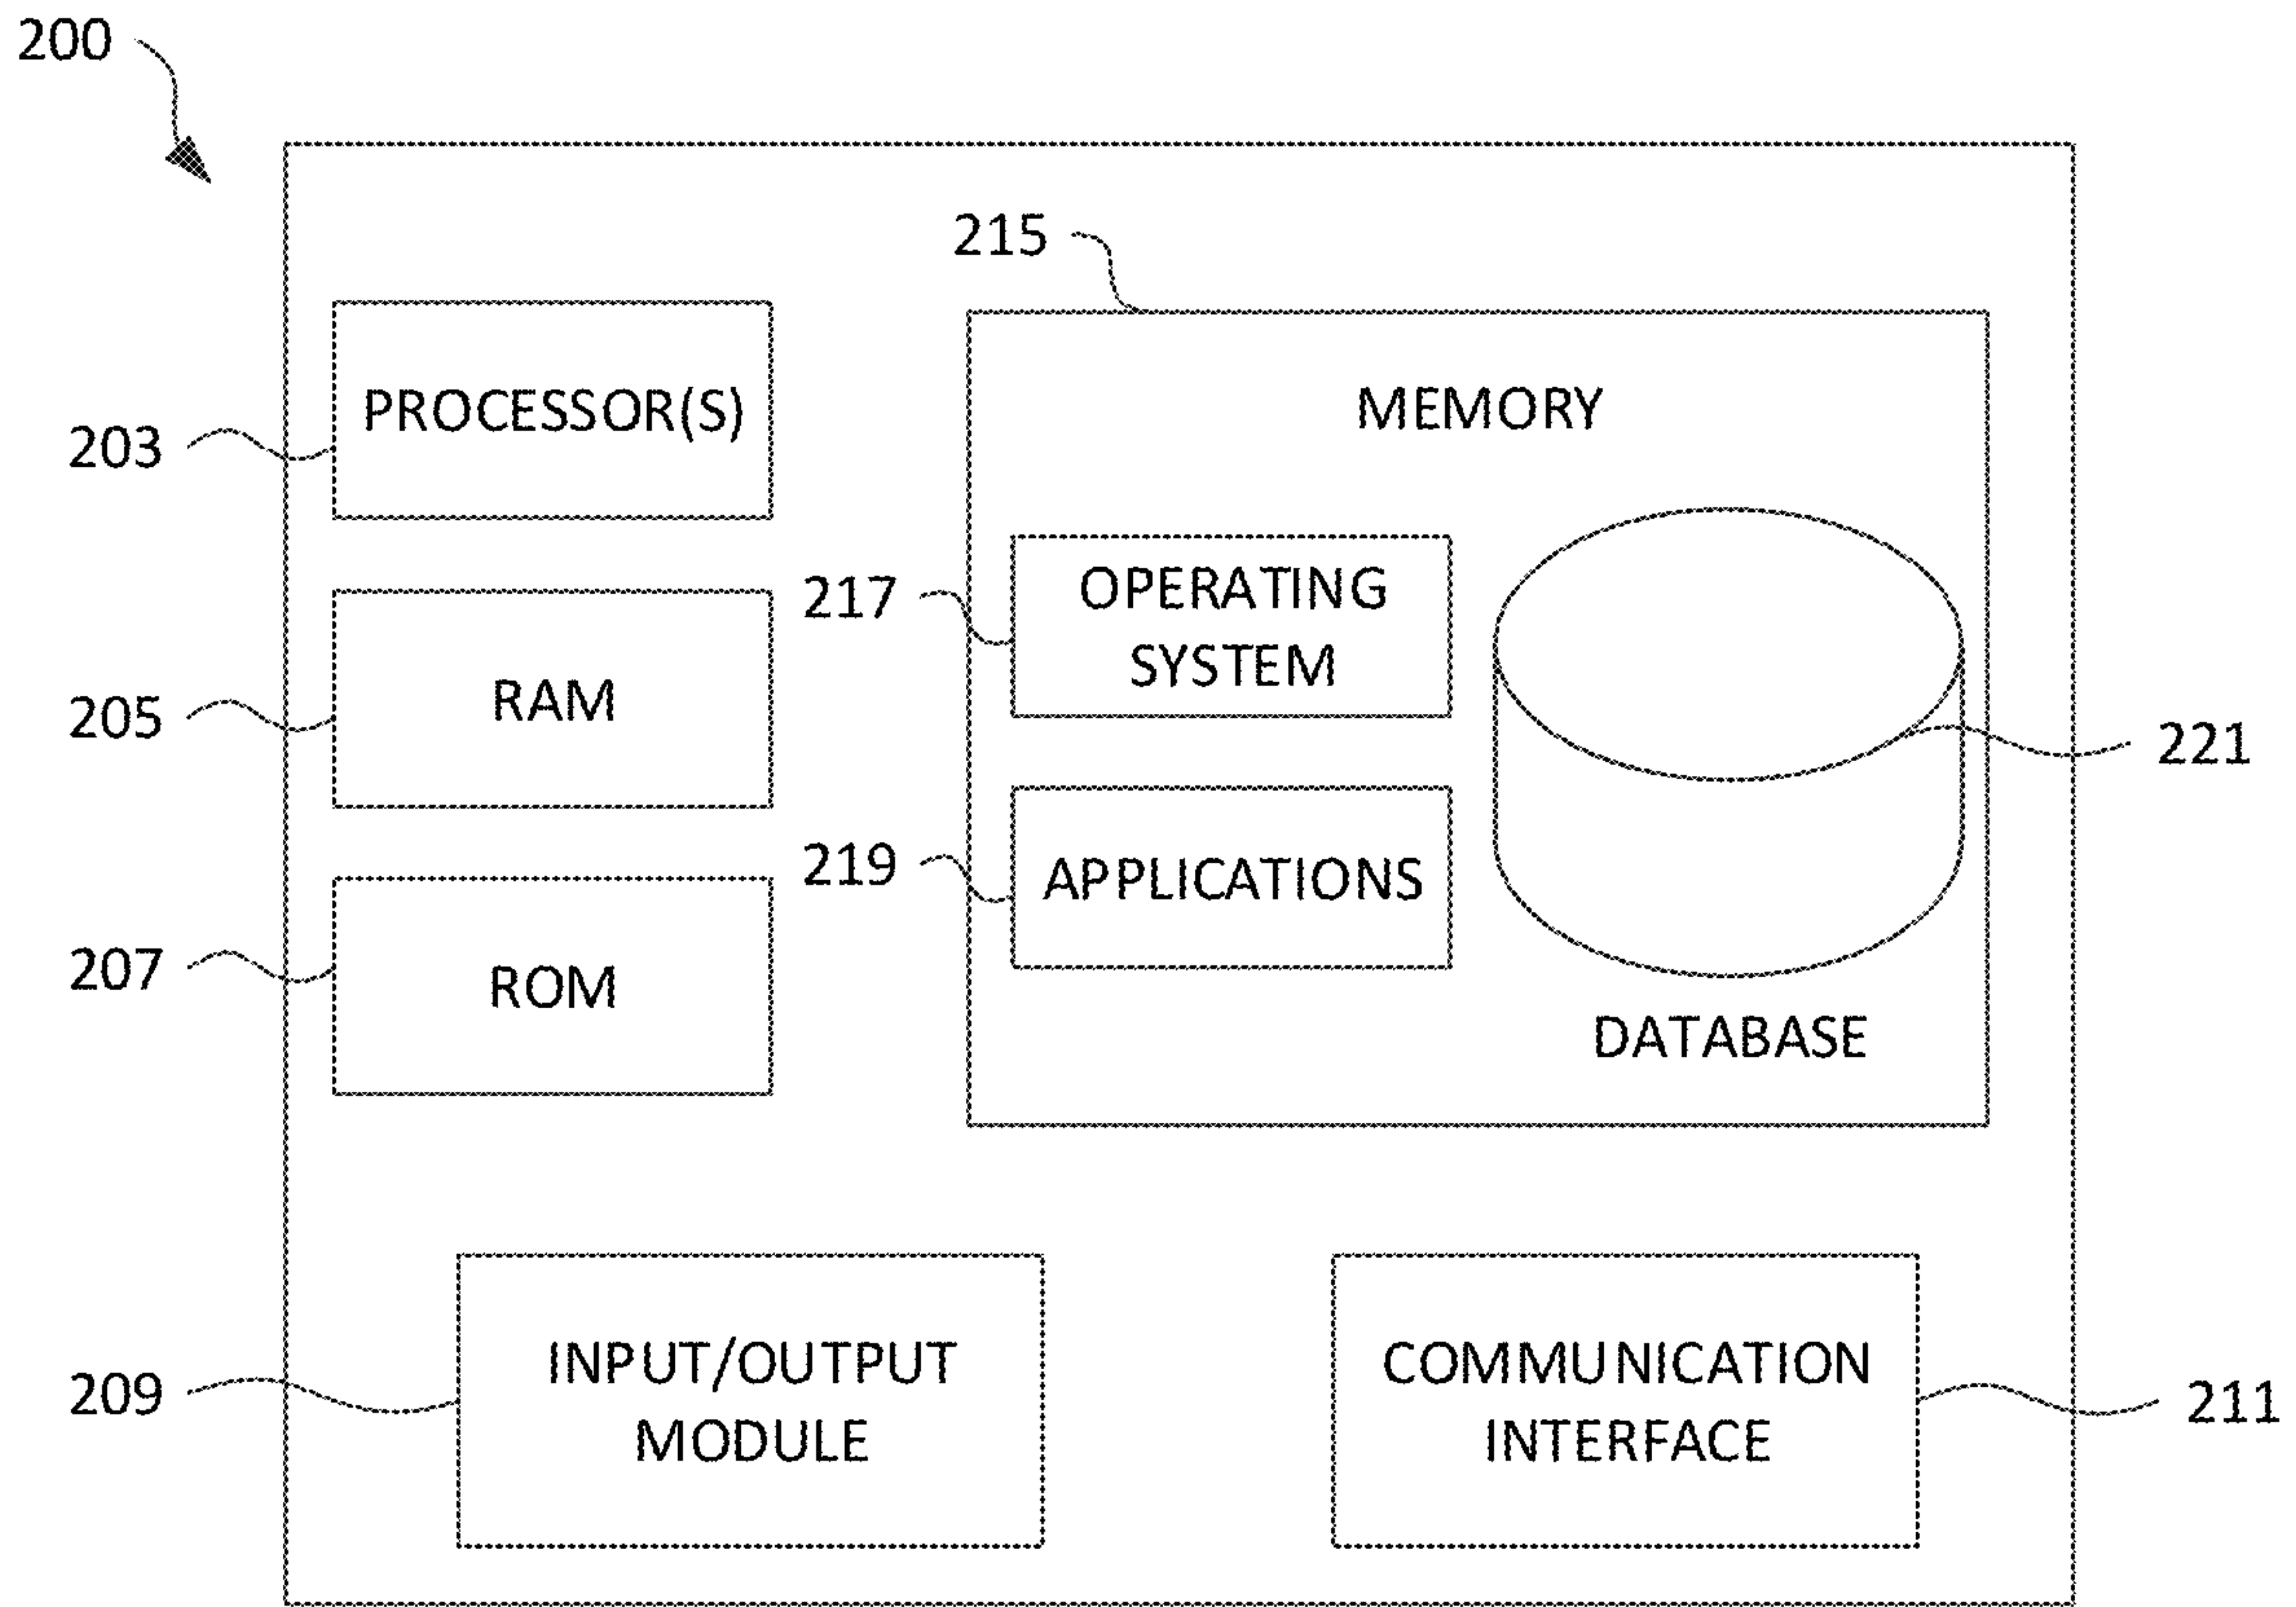 200
215
PROCESSOR(S)
203
MEMORY
217
OPERATING
SYSTEM
205
RAM
221
219
APPLICATIONS
207
ROM
DATABASE
209
INPUT/OUTPUT
MODULE
COMMUNICATION
INTERFACE
211